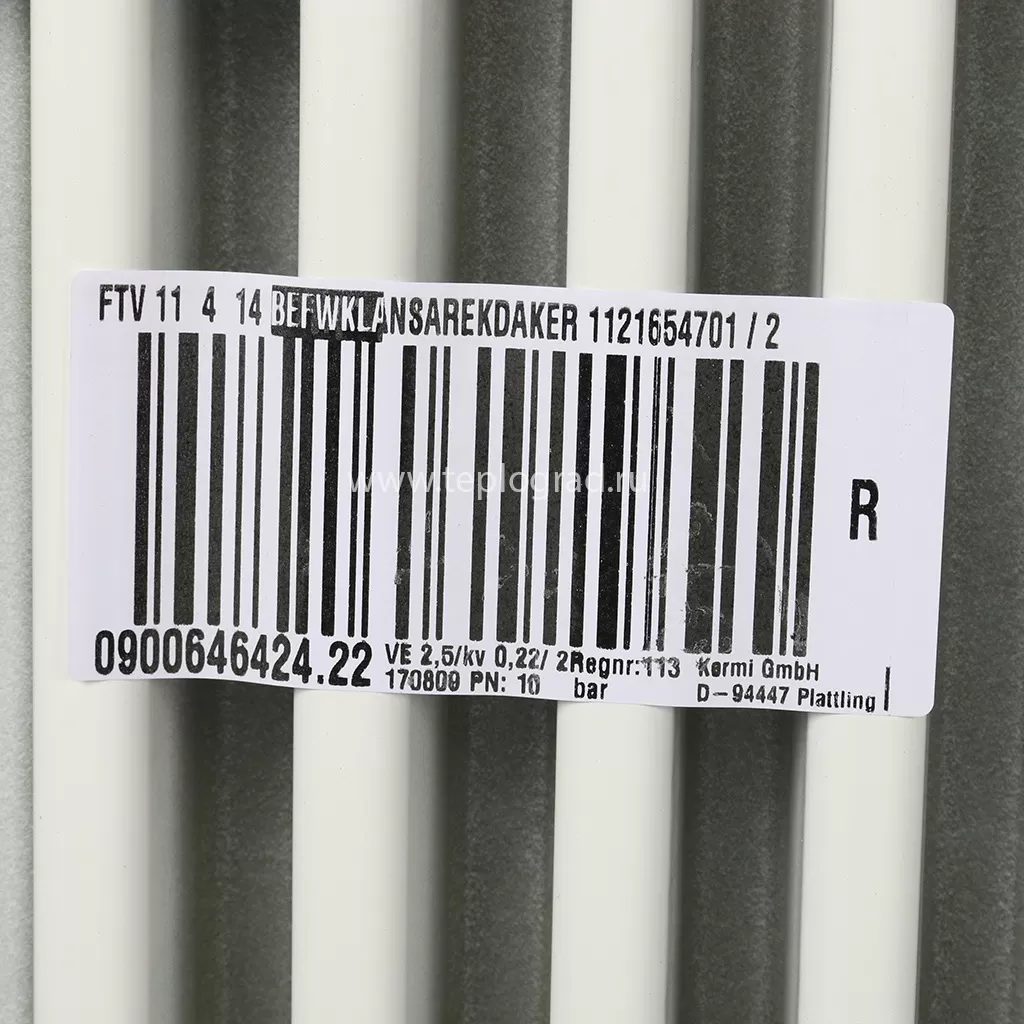 FTV 11 4 14 BEFWKLANSAREKDAKER 1121654701 / 2
www.teplograd.ru
R
0900646424.22
VE 2,5/kv 0,22/ 2Regnr:113 Kermi GmbH
170809 PN: 10 bar D-94447 Plattling